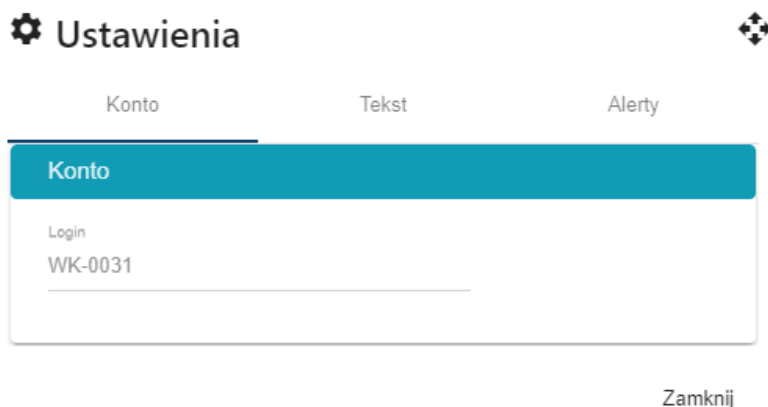 Ustawienia
Konto Tekst Alerty
Konto
Login
WK-0031
Zamknij